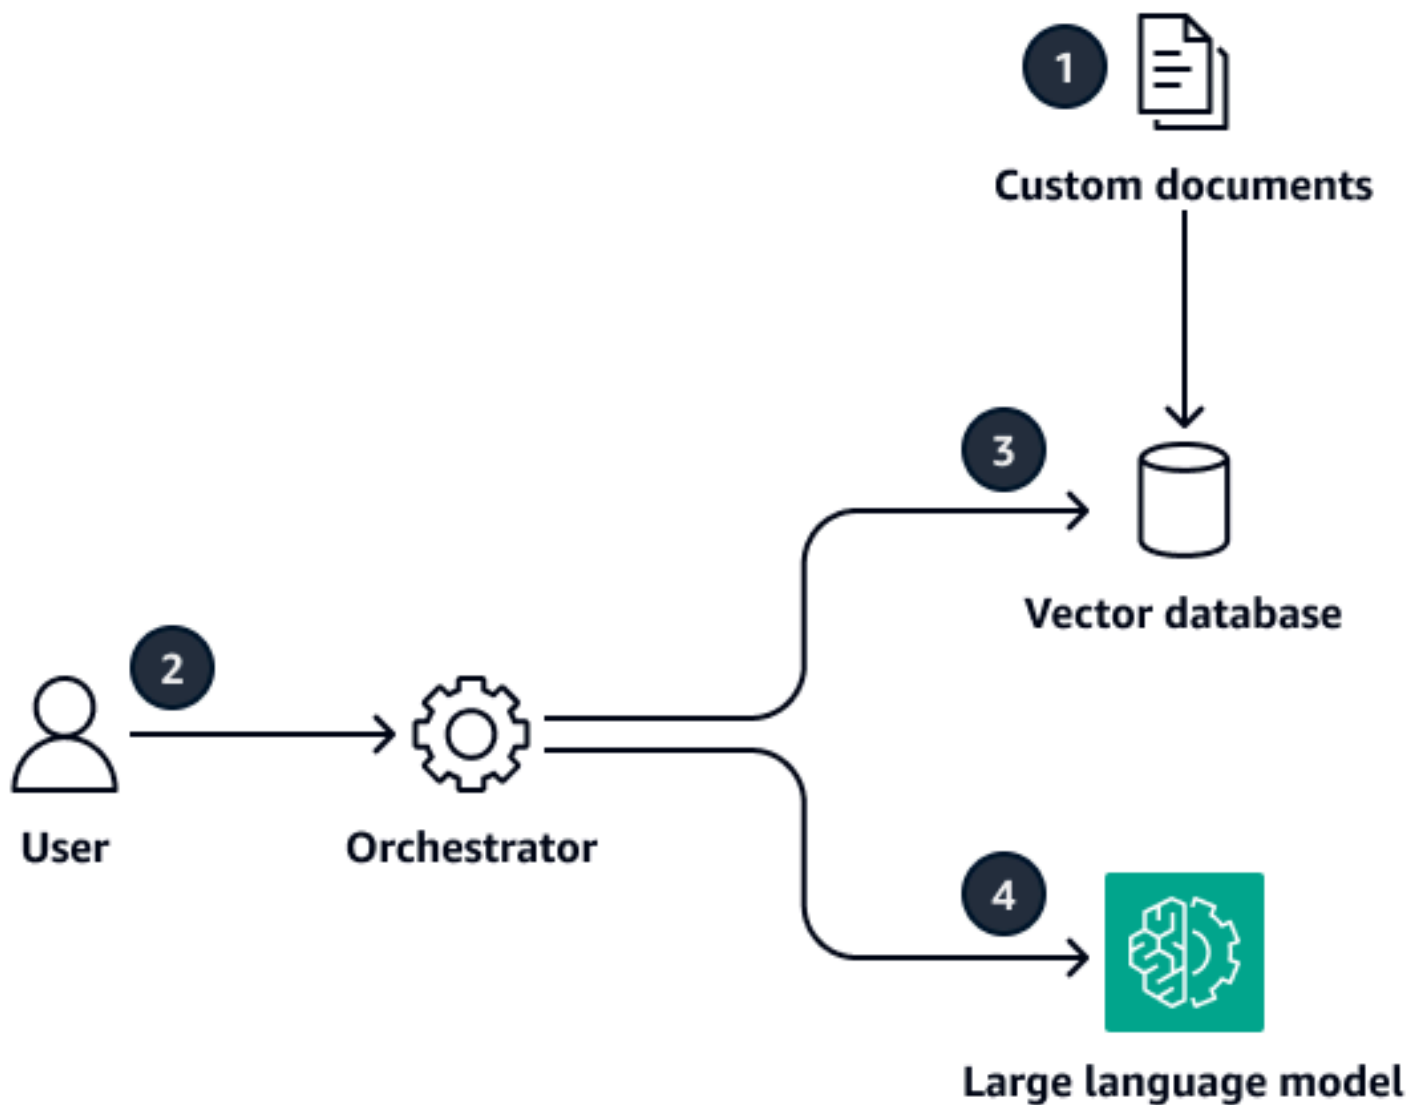 1
Custom documents
3
Vector database
2
User
Orchestrator
4
Large language model